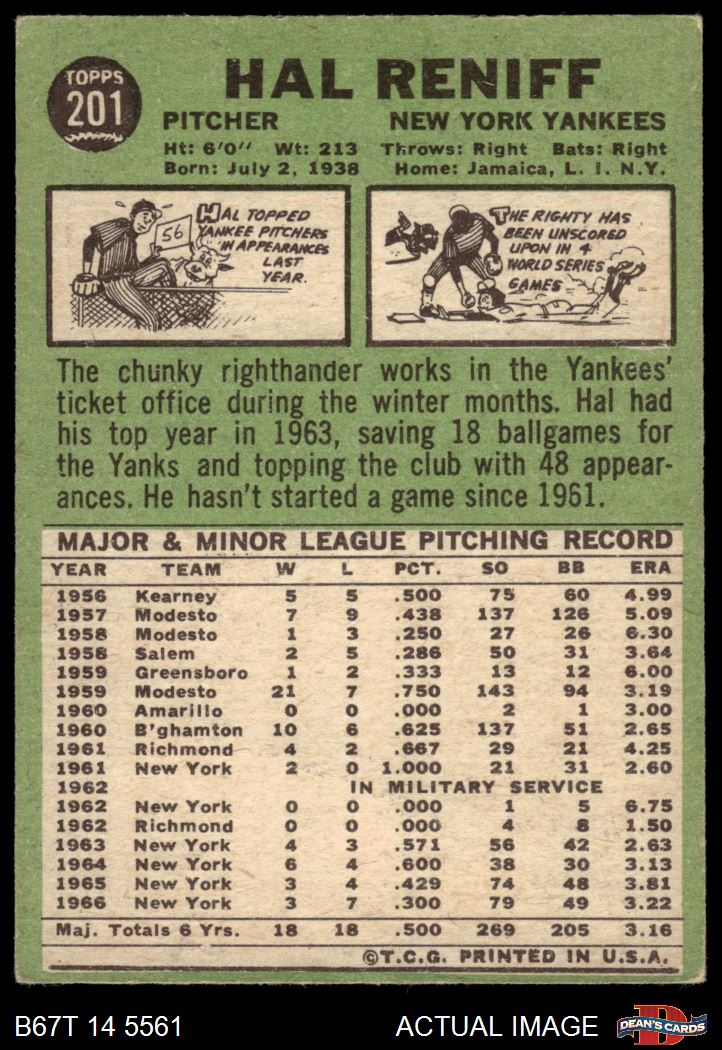 TOPPS
201
HAL RENIFF
PITCHER NEW YORK YANKEES
Ht: 6'0" Wt: 213 Throws: Right Bats: Right
Born: July 2, 1938 Home: Jamaica, L. I. N.Y.
56
HAL TOPPED
YANKEE PITCHERS
IN APPEARANCES
LAST
YEAR.
THE RIGHTY HAS
BEEN UNSCORED
UPON IN 4
WORLD SERIES
GAMES
The chunky righthander works in the Yankees'
ticket office during the winter months. Hal had
his top year in 1963, saving 18 ballgames for
the Yanks and topping the club with 48 appear-
ances. He hasn't started a game since 1961.
MAJOR & MINOR LEAGUE PITCHING RECORD
YEAR TEAM W L PCT. SO BB ERA
1956 Kearney 5 5 .500 75 60 4.99
1957 Modesto 7 9 .438 137 126 5.09
1958 Modesto 1 3 .250 27 26 6.30
1958 Salem 2 5 .286 50 31 3.64
1959 Greensboro 1 2 .333 13 12 6.00
1959 Modesto 21 7 .750 143 94 3.19
1960 Amarillo 0 0 .000 2 1 3.00
1960 B'ghamton 10 6 .625 137 51 2.65
1961 Richmond 4 2 .667 29 21 4.25
1961 New York 2 0 1.000 21 31 2.60
1962 IN MILITARY SERVICE
1962 New York 0 0 .000 1 5 6.75
1962 Richmond 0 0 .000 4 8 1.50
1963 New York 4 3 .571 56 42 2.63
1964 New York 6 4 .600 38 30 3.13
1965 New York 3 4 .429 74 48 3.81
1966 New York 3 7 .300 79 49 3.22
Maj. Totals 6 Yrs. 18 18 .500 269 205 3.16
©T.C.G. PRINTED IN U.S.A.
B67T 14 5561 ACTUAL IMAGE D DEAN'S CARDS